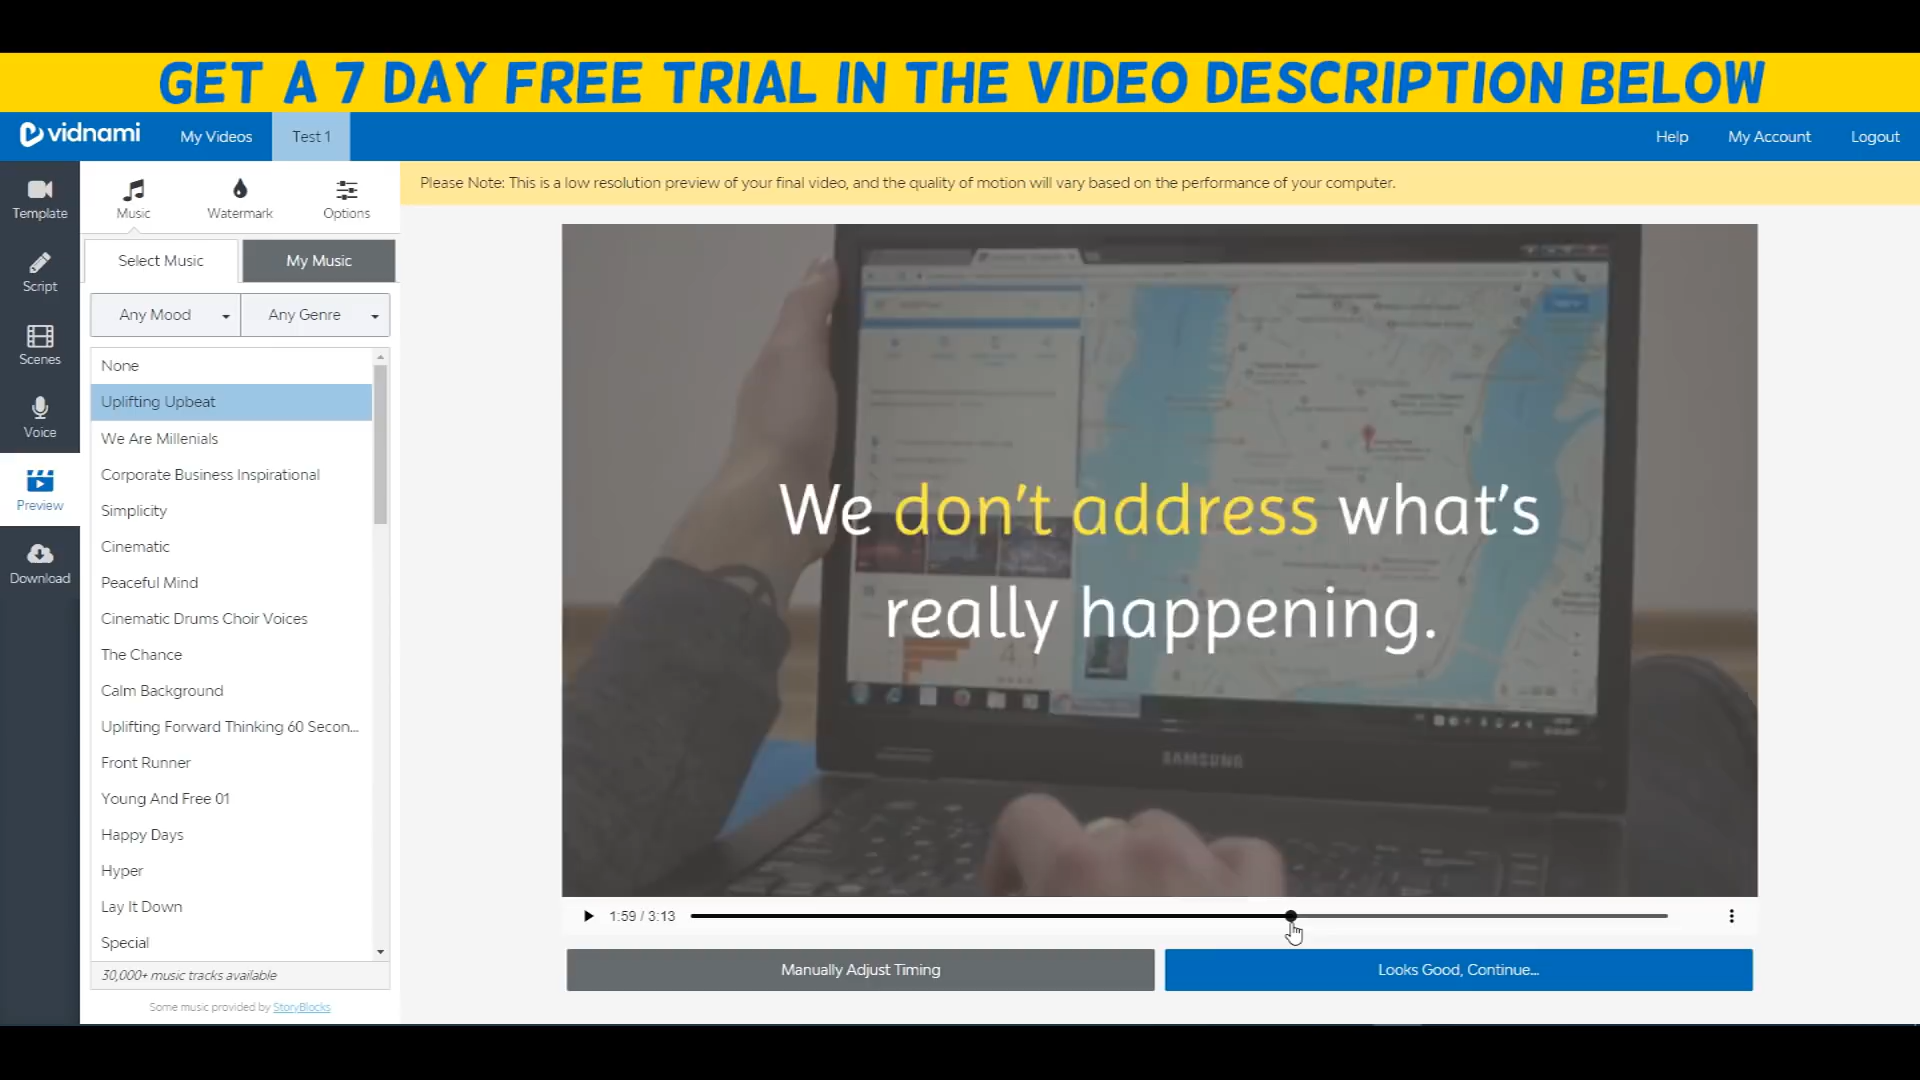 GET A 7 DAY FREE TRIAL IN THE VIDEO DESCRIPTION BELOW
vidnami
My Videos
Test 1
Help
My Account
Logout
Template
Script
Scenes
Voice
Preview
Download
Music
Watermark
Options
Select Music
My Music
Any Mood
Any Genre
None
Uplifting Upbeat
We Are Millenials
Corporate Business Inspirational
Simplicity
Cinematic
Peaceful Mind
Cinematic Drums Choir Voices
The Chance
Calm Background
Uplifting Forward Thinking 60 Secon...
Front Runner
Young And Free 01
Happy Days
Hyper
Lay It Down
Special
30,000+ music tracks available
Some music provided by StoryBlocks
Please Note: This is a low resolution preview of your final video, and the quality of motion will vary based on the performance of your computer.
We don't address what's
really happening.
SAMSUNG
1:59 / 3:13
Manually Adjust Timing
Looks Good, Continue...